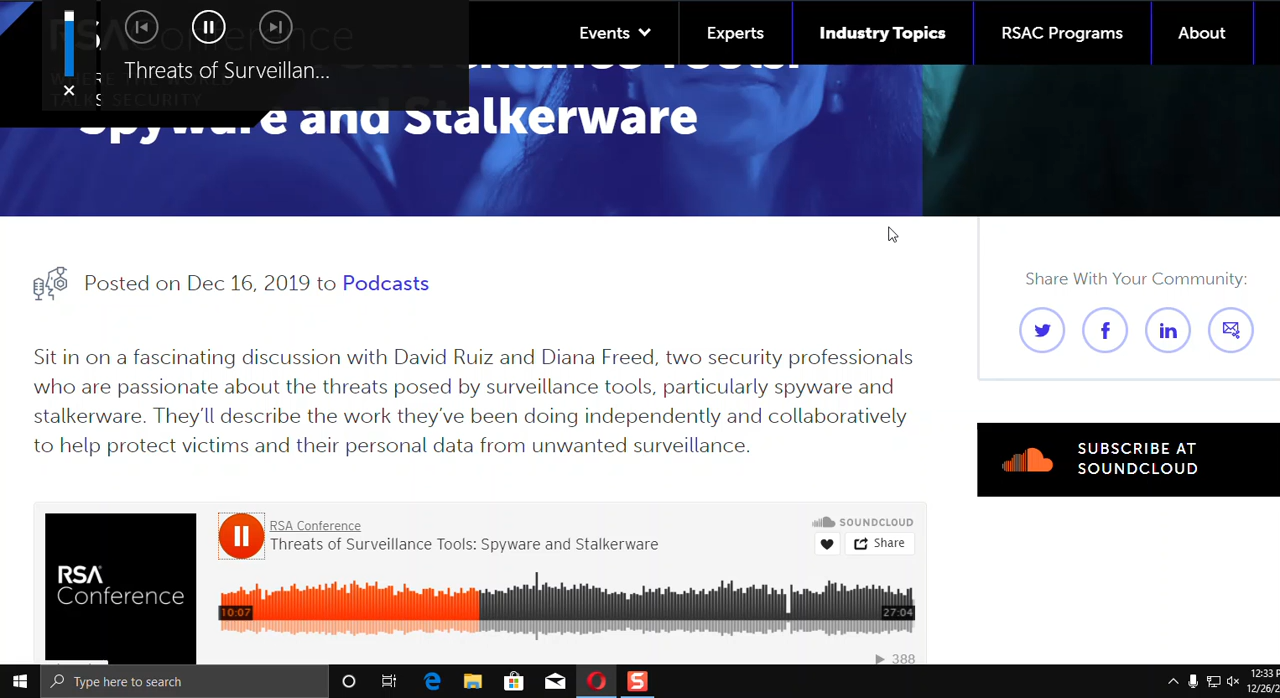 Events
Experts
Industry Topics
RSAC Programs
About
Threats of Surveillan...
TALKS SECURITY
Spyware and Stalkerware
Posted on Dec 16, 2019 to Podcasts
Share With Your Community:
Sit in on a fascinating discussion with David Ruiz and Diana Freed, two security professionals
who are passionate about the threats posed by surveillance tools, particularly spyware and
stalkerware. They’ll describe the work they’ve been doing independently and collaboratively
to help protect victims and their personal data from unwanted surveillance.
SUBSCRIBE AT
SOUNDCLOUD
RSA Conference
SOUNDCLOUD
Threats of Surveillance Tools: Spyware and Stalkerware
Share
RSA
Conference
10:07
27:04
388
Type here to search
12:33
12/26/2